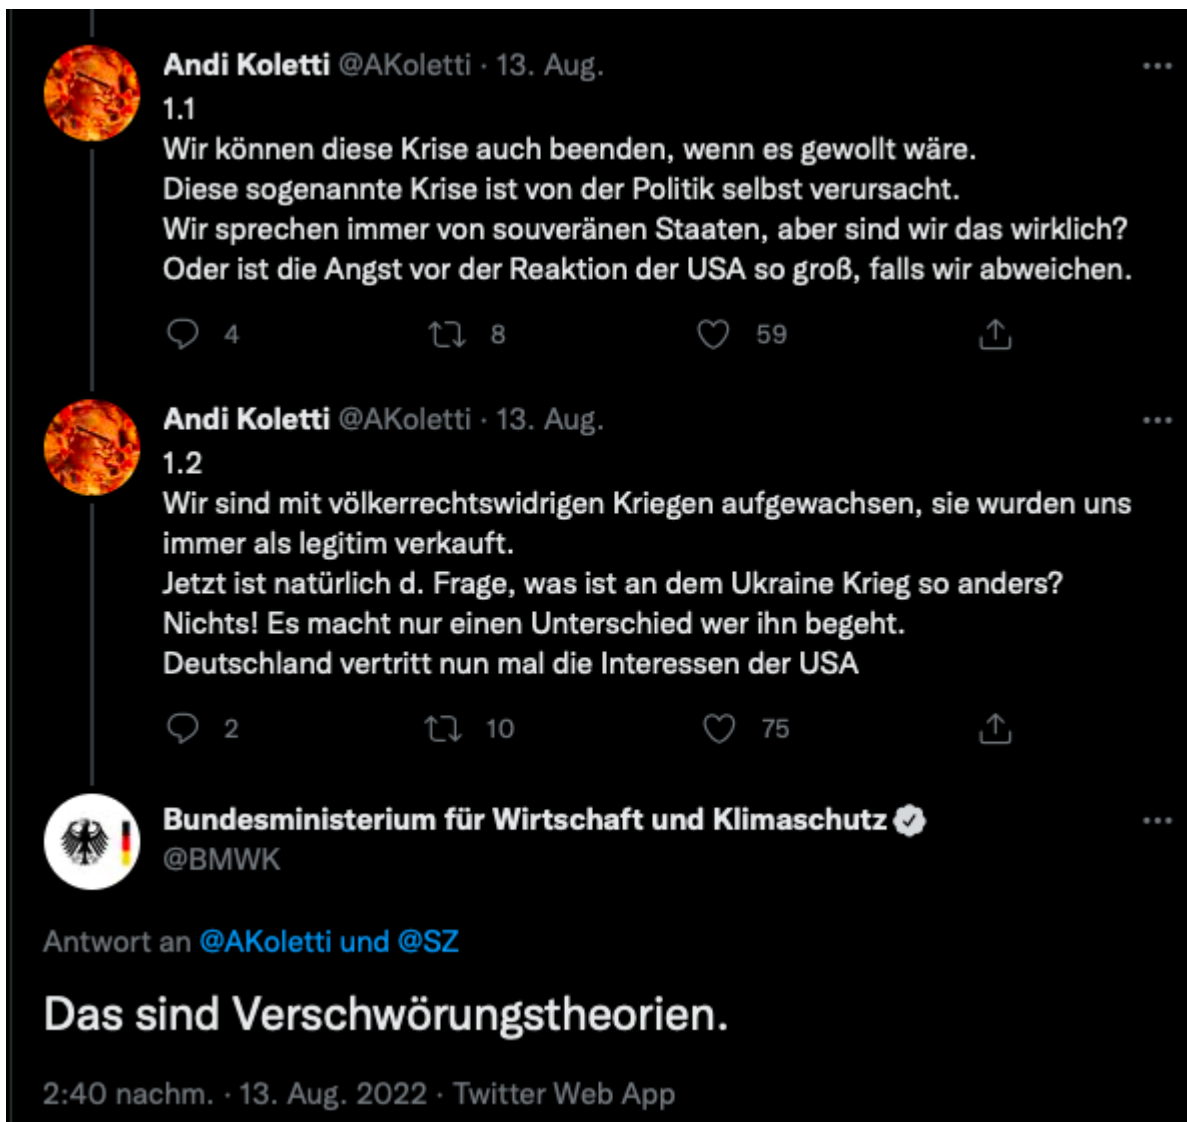 Andi Koletti @AKoletti · 13. Aug.
1.1
Wir können diese Krise auch beenden, wenn es gewollt wäre.
Diese sogenannte Krise ist von der Politik selbst verursacht.
Wir sprechen immer von souveränen Staaten, aber sind wir das wirklich?
Oder ist die Angst vor der Reaktion der USA so groß, falls wir abweichen.
4 8 59
Andi Koletti @AKoletti · 13. Aug.
1.2
Wir sind mit völkerrechtswidrigen Kriegen aufgewachsen, sie wurden uns
immer als legitim verkauft.
Jetzt ist natürlich d. Frage, was ist an dem Ukraine Krieg so anders?
Nichts! Es macht nur einen Unterschied wer ihn begeht.
Deutschland vertritt nun mal die Interessen der USA
2 10 75
Bundesministerium für Wirtschaft und Klimaschutz
@BMWK
Antwort an @AKoletti und @SZ
Das sind Verschwörungstheorien.
2:40 nachm. · 13. Aug. 2022 · Twitter Web App